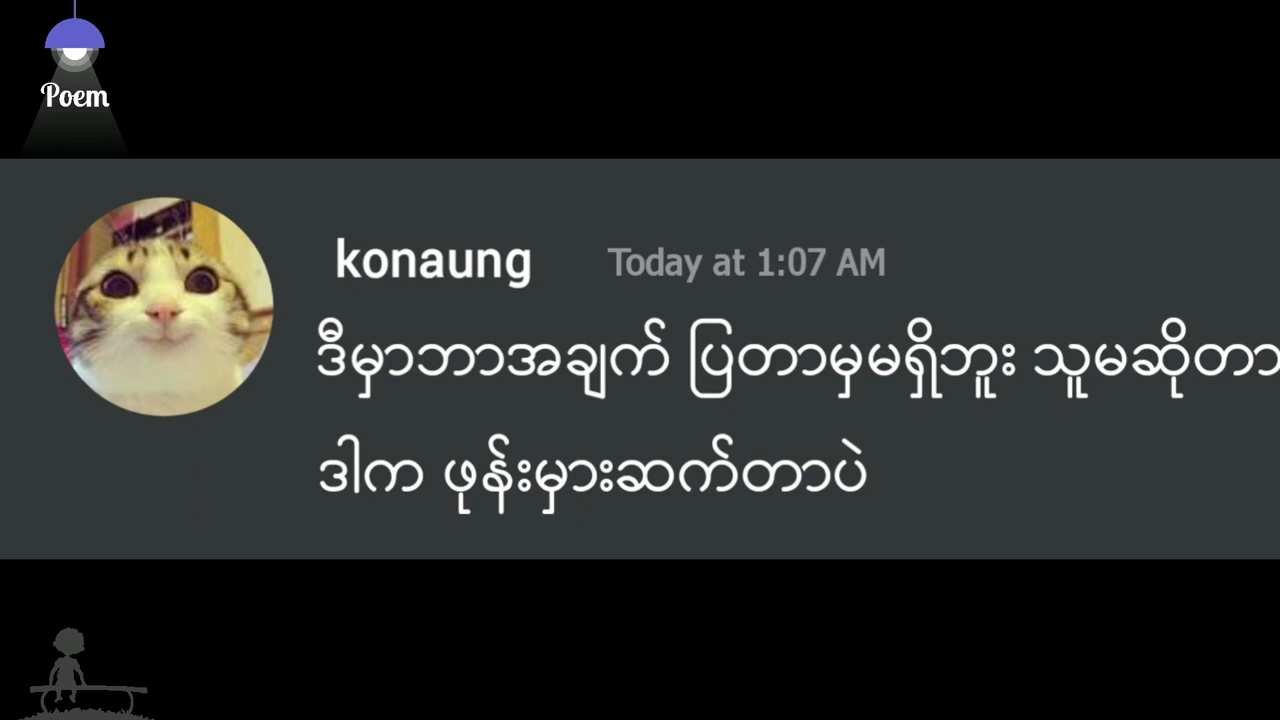 Poem
konaung Today at 1:07 AM
ဒီမှာဘာအချက် ပြတာမှမရှိဘူး သူမဆိုတာ
ဒါက ဖုန်းမှားဆက်တာပဲ